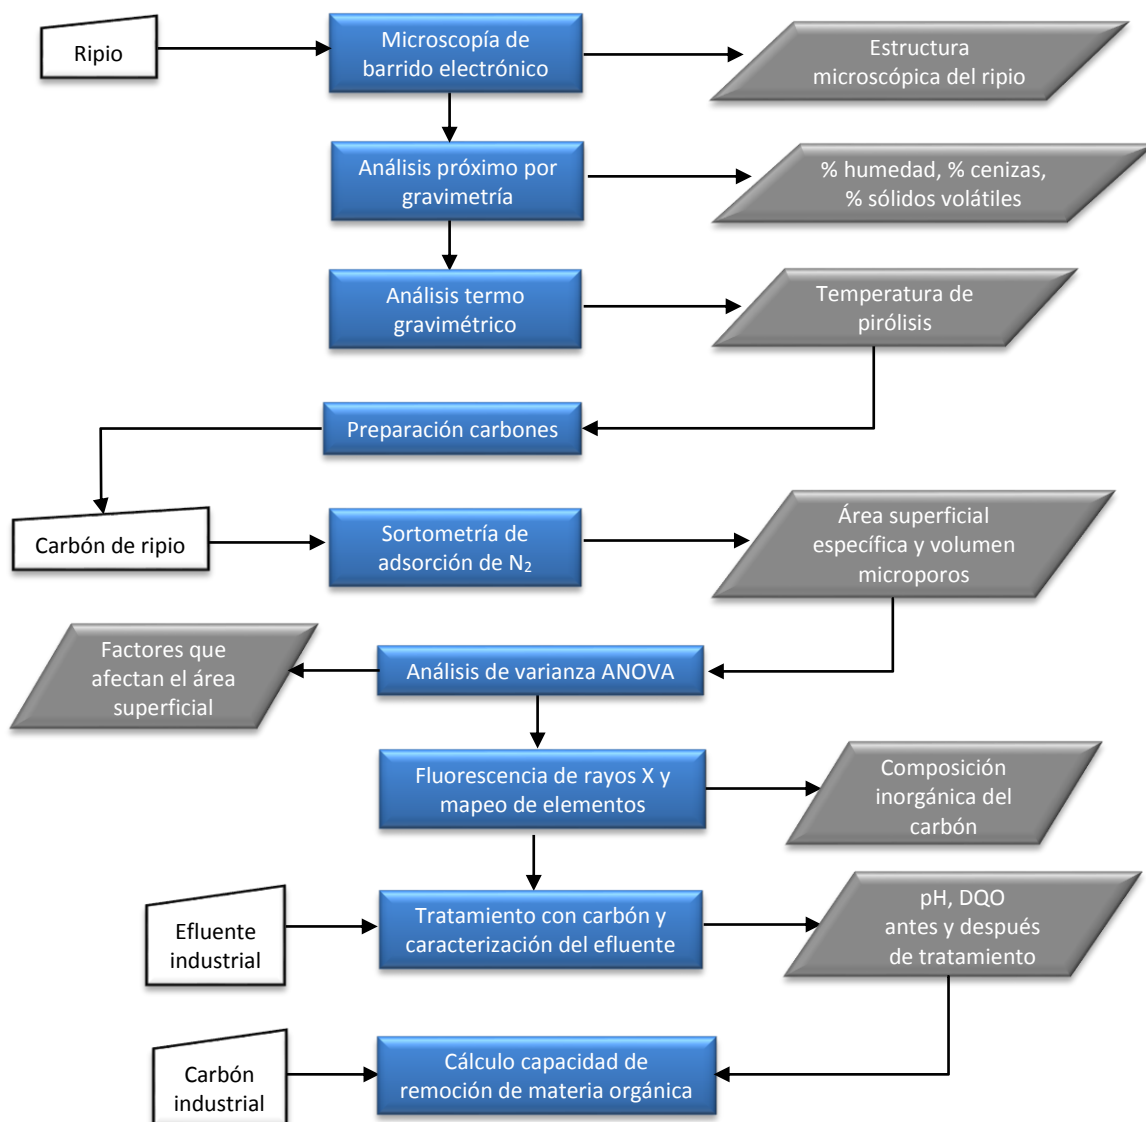 Ripio
Microscopía de
barrido electrónico
Estructura
microscópica del ripio
Análisis próximo por
gravimetría
% humedad, % cenizas,
% sólidos volátiles
Análisis termo
gravimétrico
Temperatura de
pirólisis
Preparación carbones
Carbón de ripio
Sortometría de
adsorción de N₂
Área superficial
específica y volumen
microporos
Factores que
afectan el área
superficial
Análisis de varianza ANOVA
Fluorescencia de rayos X y
mapeo de elementos
Composición
inorgánica del
carbón
Efluente
industrial
Tratamiento con carbón y
caracterización del efluente
pH, DQO
antes y después
de tratamiento
Carbón
industrial
Cálculo capacidad de
remoción de materia orgánica